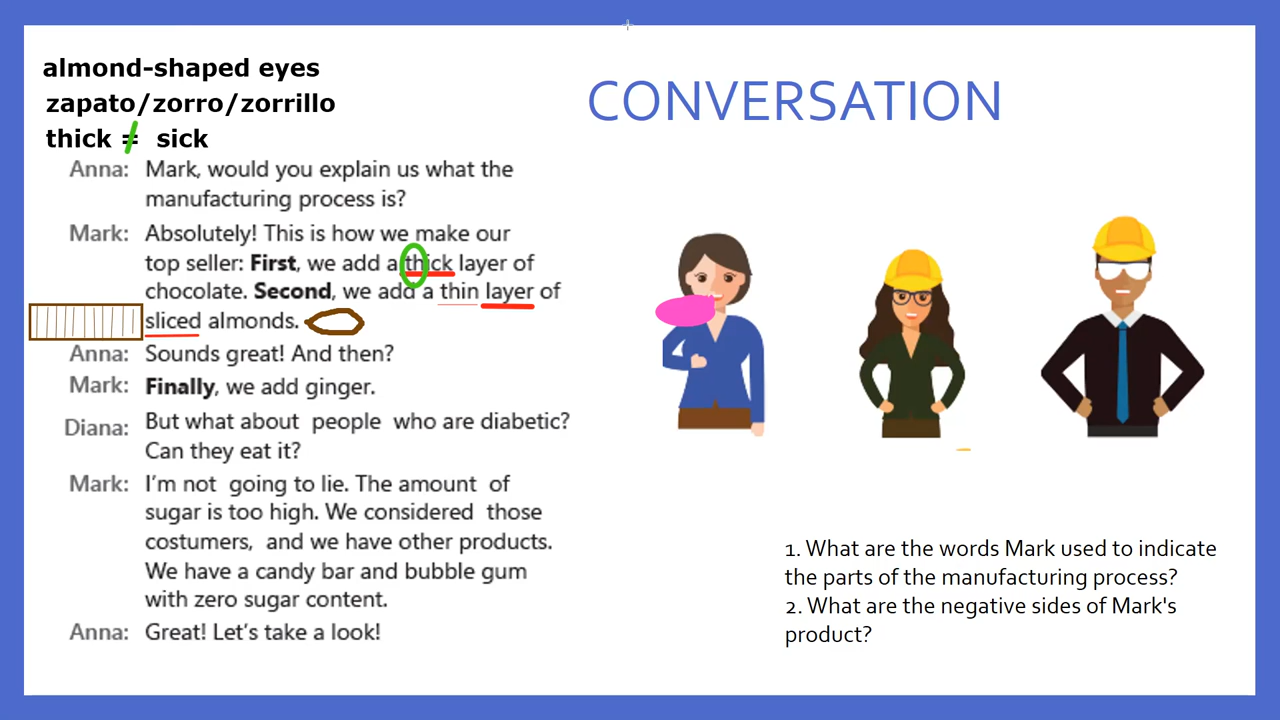 almond-shaped eyes
zapato/zorro/zorrillo
thick ≠ sick
CONVERSATION
Anna: Mark, would you explain us what the
manufacturing process is?
Mark: Absolutely! This is how we make our
top seller: First, we add a thick layer of
chocolate. Second, we add a thin layer of
sliced almonds.
Anna: Sounds great! And then?
Mark: Finally, we add ginger.
Diana: But what about people who are diabetic?
Can they eat it?
Mark: I'm not going to lie. The amount of
sugar is too high. We considered those
costumers, and we have other products.
We have a candy bar and bubble gum
with zero sugar content.
Anna: Great! Let's take a look!
1. What are the words Mark used to indicate
the parts of the manufacturing process?
2. What are the negative sides of Mark's
product?